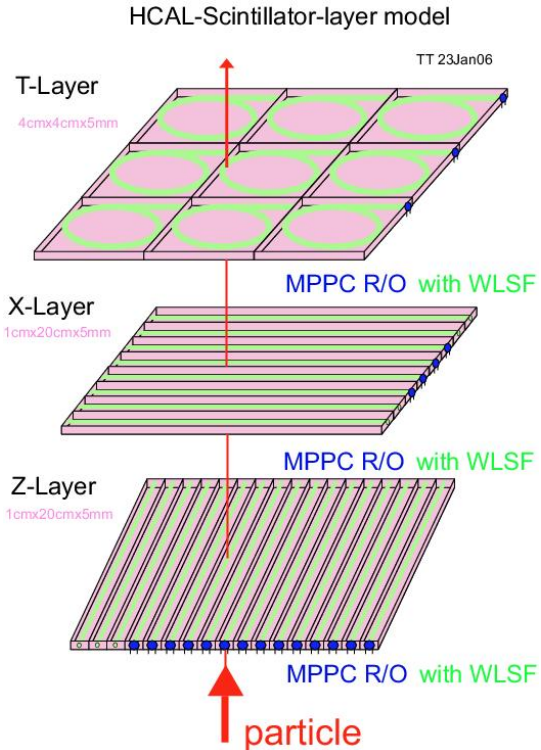 HCAL-Scintillator-layer model
TT 23Jan06
T-Layer
4cmx4cmx5mm
MPPC R/O with WLSF
X-Layer
1cmx20cmx5mm
MPPC R/O with WLSF
Z-Layer
1cmx20cmx5mm
MPPC R/O with WLSF
particle